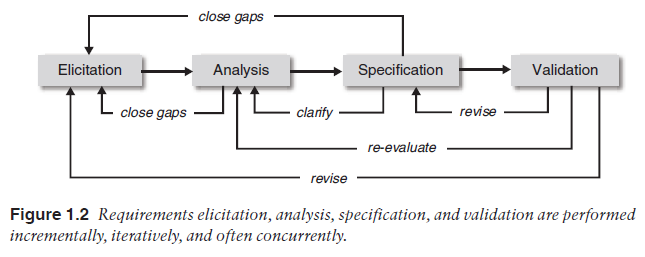 close gaps
Elicitation Analysis Specification Validation
close gaps clarify revise
re-evaluate
revise
Figure 1.2 Requirements elicitation, analysis, specification, and validation are performed
incrementally, iteratively, and often concurrently.